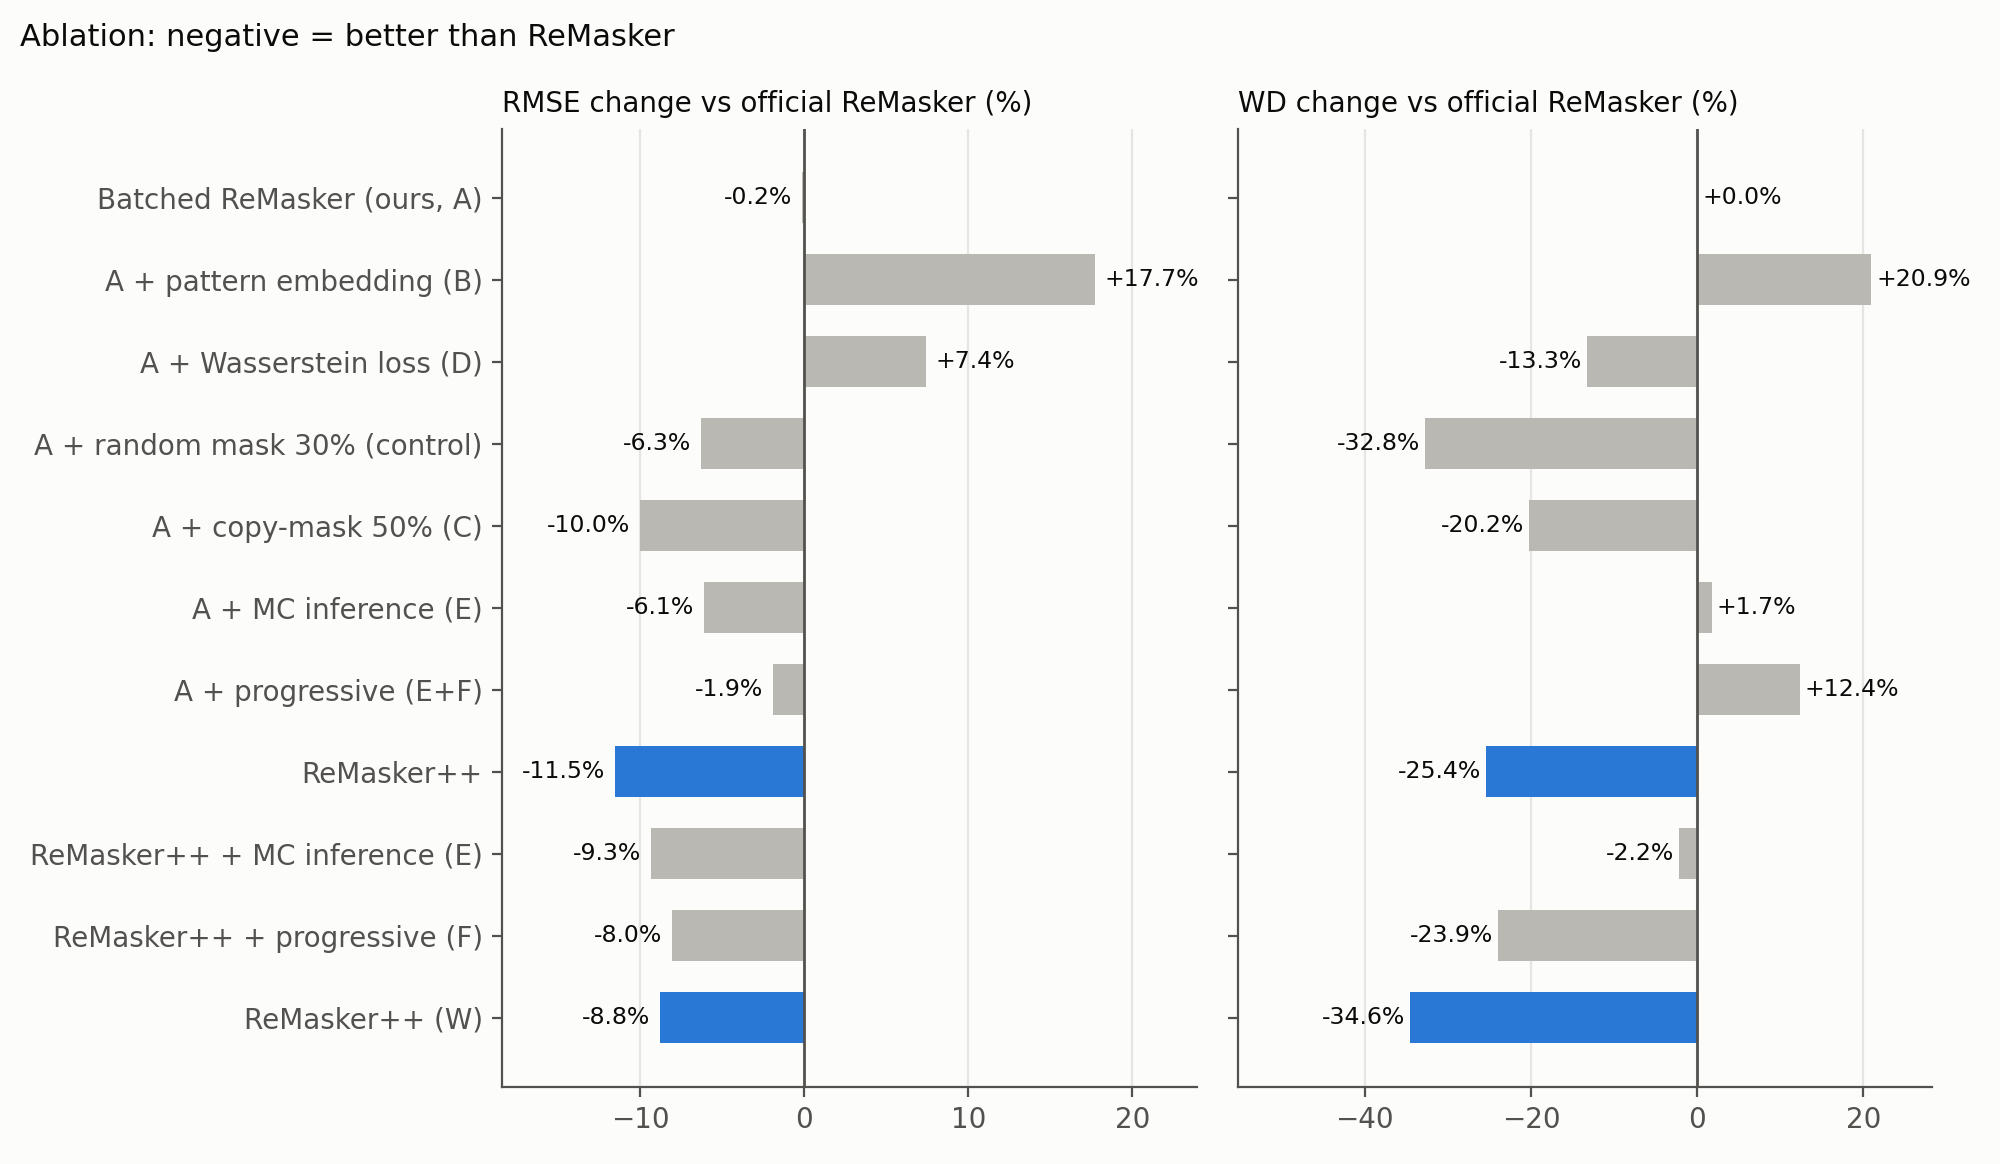 Ablation: negative = better than ReMasker
RMSE change vs official ReMasker (%)
WD change vs official ReMasker (%)
Batched ReMasker (ours, A) -0.2% +0.0%
A + pattern embedding (B) +17.7% +20.9%
A + Wasserstein loss (D) +7.4% -13.3%
A + random mask 30% (control) -6.3% -32.8%
A + copy-mask 50% (C) -10.0% -20.2%
A + MC inference (E) -6.1% +1.7%
A + progressive (E+F) -1.9% +12.4%
ReMasker++ -11.5% -25.4%
ReMasker++ + MC inference (E) -9.3% -2.2%
ReMasker++ + progressive (F) -8.0% -23.9%
ReMasker++ (W) -8.8% -34.6%
−10 0 10 20
−40 −20 0 20